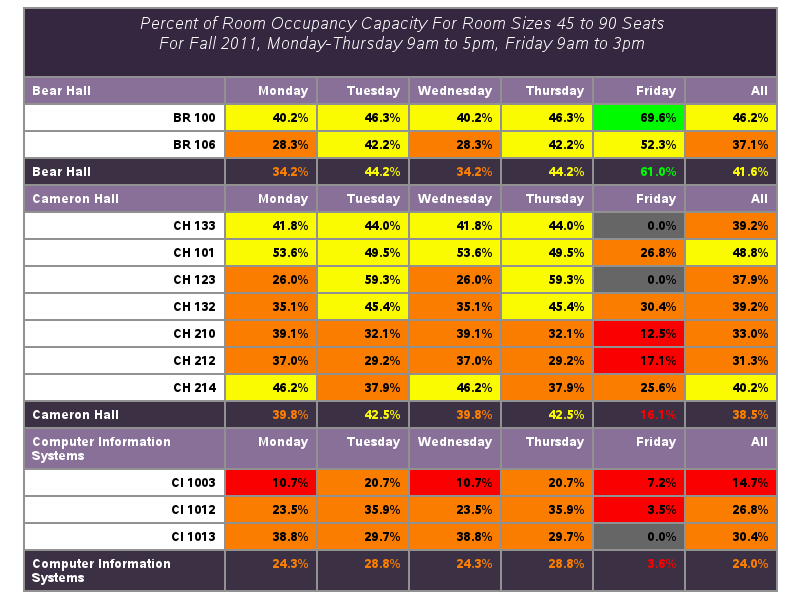 Percent of Room Occupancy Capacity For Room Sizes 45 to 90 Seats
For Fall 2011, Monday-Thursday 9am to 5pm, Friday 9am to 3pm
Bear Hall Monday Tuesday Wednesday Thursday Friday All
BR 100 40.2% 46.3% 40.2% 46.3% 69.6% 46.2%
BR 106 28.3% 42.2% 28.3% 42.2% 52.3% 37.1%
Bear Hall 34.2% 44.2% 34.2% 44.2% 61.0% 41.6%
Cameron Hall Monday Tuesday Wednesday Thursday Friday All
CH 133 41.8% 44.0% 41.8% 44.0% 0.0% 39.2%
CH 101 53.6% 49.5% 53.6% 49.5% 26.8% 48.8%
CH 123 26.0% 59.3% 26.0% 59.3% 0.0% 37.9%
CH 132 35.1% 45.4% 35.1% 45.4% 30.4% 39.2%
CH 210 39.1% 32.1% 39.1% 32.1% 12.5% 33.0%
CH 212 37.0% 29.2% 37.0% 29.2% 17.1% 31.3%
CH 214 46.2% 37.9% 46.2% 37.9% 25.6% 40.2%
Cameron Hall 39.8% 42.5% 39.8% 42.5% 16.1% 38.5%
Computer Information Monday Tuesday Wednesday Thursday Friday All
Systems
CI 1003 10.7% 20.7% 10.7% 20.7% 7.2% 14.7%
CI 1012 23.5% 35.9% 23.5% 35.9% 3.5% 26.8%
CI 1013 38.8% 29.7% 38.8% 29.7% 0.0% 30.4%
Computer Information 24.3% 28.8% 24.3% 28.8% 3.6% 24.0%
Systems